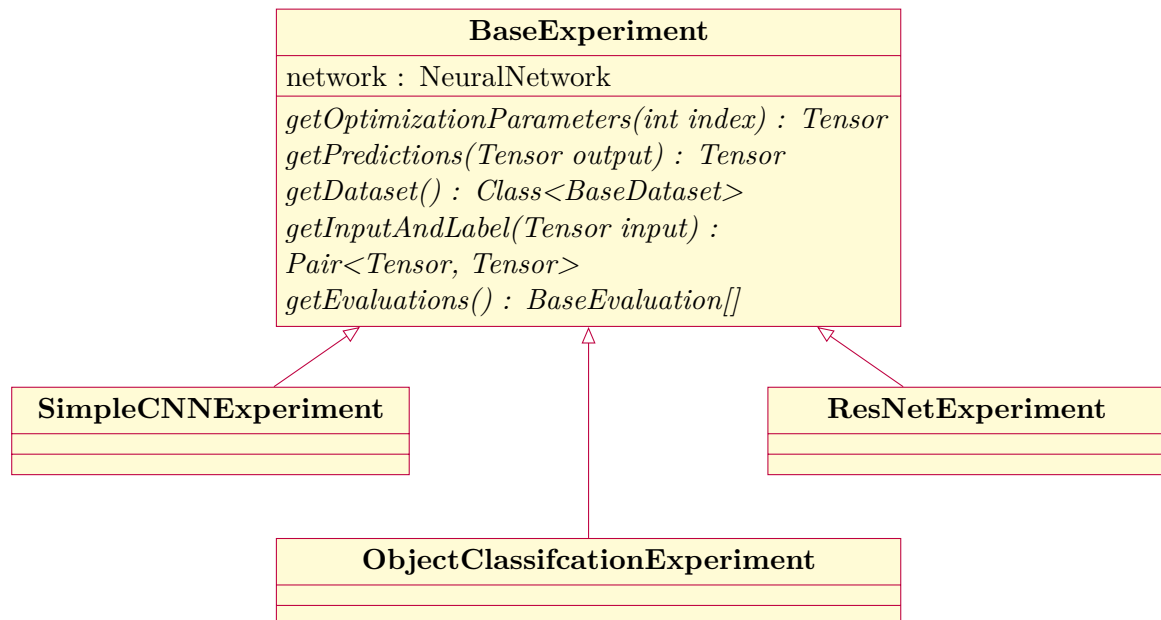 BaseExperiment
network : NeuralNetwork
getOptimizationParameters(int index) : Tensor
getPredictions(Tensor output) : Tensor
getDataset() : Class<BaseDataset>
getInputAndLabel(Tensor input) :
Pair<Tensor, Tensor>
getEvaluations() : BaseEvaluation[]
SimpleCNNExperiment
ResNetExperiment
ObjectClassifcationExperiment